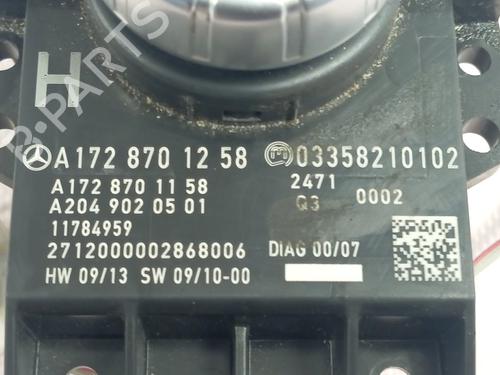 H
A 172 870 12 58 03358210102
A 172 870 11 58 2471
A 204 902 05 01 Q3 0002
11784959
2712000002868006 DIAG 00/07
HW 09/13 SW 09/10-00
B-PARTS